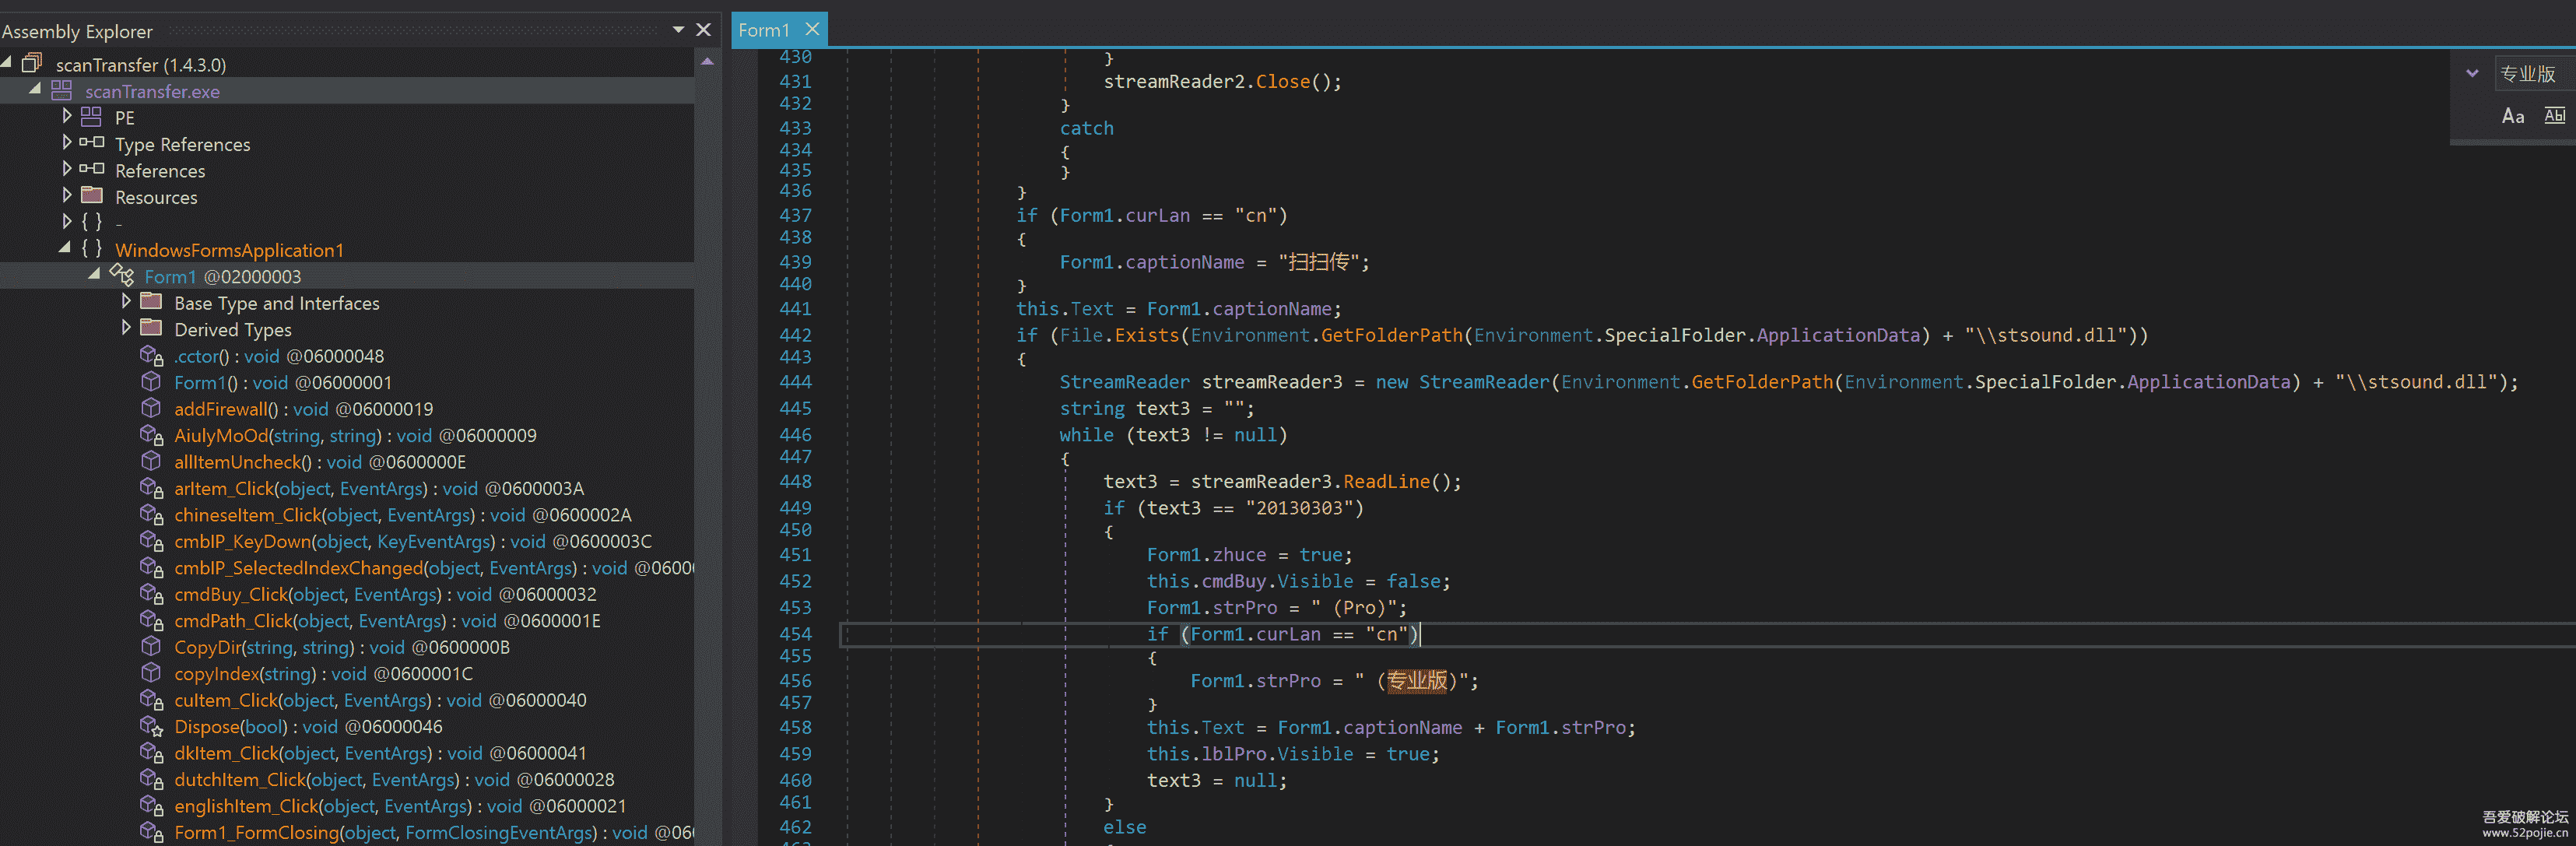 Assembly Explorer
scanTransfer (1.4.3.0)
scanTransfer.exe
PE
Type References
References
Resources
{ } -
{ } WindowsFormsApplication1
Form1 @02000003
Base Type and Interfaces
Derived Types
.cctor() : void @06000048
Form1() : void @06000001
addFirewall() : void @06000019
AiulyMoOd(string, string) : void @06000009
allItemUncheck() : void @0600000E
arItem_Click(object, EventArgs) : void @0600003A
chineseItem_Click(object, EventArgs) : void @0600002A
cmbIP_KeyDown(object, KeyEventArgs) : void @0600003C
cmbIP_SelectedIndexChanged(object, EventArgs) : void @0600
cmdBuy_Click(object, EventArgs) : void @06000032
cmdPath_Click(object, EventArgs) : void @0600001E
CopyDir(string, string) : void @0600000B
copyIndex(string) : void @0600001C
cultem_Click(object, EventArgs) : void @06000040
Dispose(bool) : void @06000046
dkItem_Click(object, EventArgs) : void @06000041
dutchItem_Click(object, EventArgs) : void @06000028
englishItem_Click(object, EventArgs) : void @06000021
Form1_FormClosing(object, FormClosingEventArgs) : void @060
Form1
430 }
431 streamReader2.Close();
432 }
433 catch
434 {
435 }
436 }
437 if (Form1.curLan == "cn")
438 {
439 Form1.captionName = "扫扫传";
440 }
441 this.Text = Form1.captionName;
442 if (File.Exists(Environment.GetFolderPath(Environment.SpecialFolder.ApplicationData) + "\\stsound.dll"))
443 {
444 StreamReader streamReader3 = new StreamReader(Environment.GetFolderPath(Environment.SpecialFolder.ApplicationData) + "\\stsound.dll");
445 string text3 = "";
446 while (text3 != null)
447 {
448 text3 = streamReader3.ReadLine();
449 if (text3 == "20130303")
450 {
451 Form1.zhuce = true;
452 this.cmdBuy.Visible = false;
453 Form1.strPro = " (Pro)";
454 if (Form1.curLan == "cn")
455 {
456 Form1.strPro = " (专业版)";
457 }
458 this.Text = Form1.captionName + Form1.strPro;
459 this.lblPro.Visible = true;
460 text3 = null;
461 }
462 else
专业版
Aa Abl
吾爱破解论坛
www.52pojie.cn